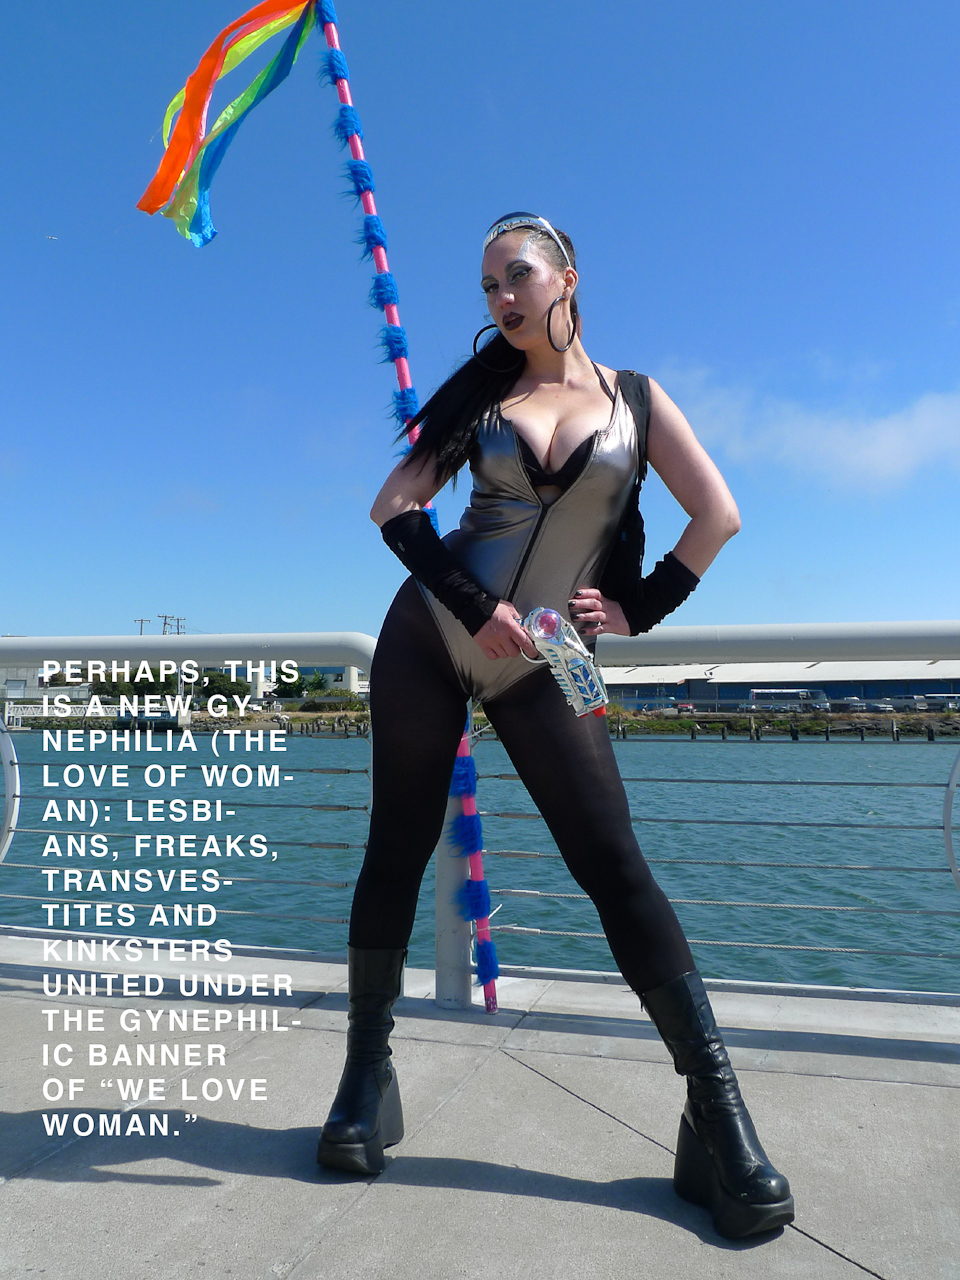 PERHAPS, THIS
IS A NEW GY-
NEPHILIA (THE
LOVE OF WOM-
AN): LESBI-
ANS, FREAKS,
TRANSVES-
TITES AND
KINKSTERS
UNITED UNDER
THE GYNEPHIL-
IC BANNER
OF “WE LOVE
WOMAN.”